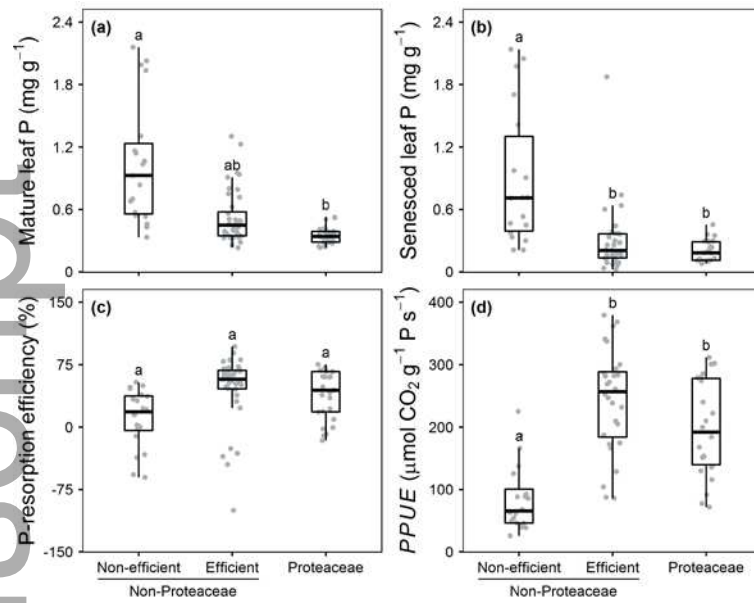 (a)
Mature leaf P (mg g⁻¹)
2.4
1.8
1.2
0.6
0
a
ab
b
(b)
Senesced leaf P (mg g⁻¹)
2.4
1.8
1.2
0.6
0
a
b
b
(c)
P-resorption efficiency (%)
150
75
0
-75
-150
a
a
a
Non-efficient Efficient Proteaceae
Non-Proteaceae
(d)
PPUE (µmol CO₂ g⁻¹ P s⁻¹)
400
300
200
100
0
a
b
b
Non-efficient Efficient Proteaceae
Non-Proteaceae